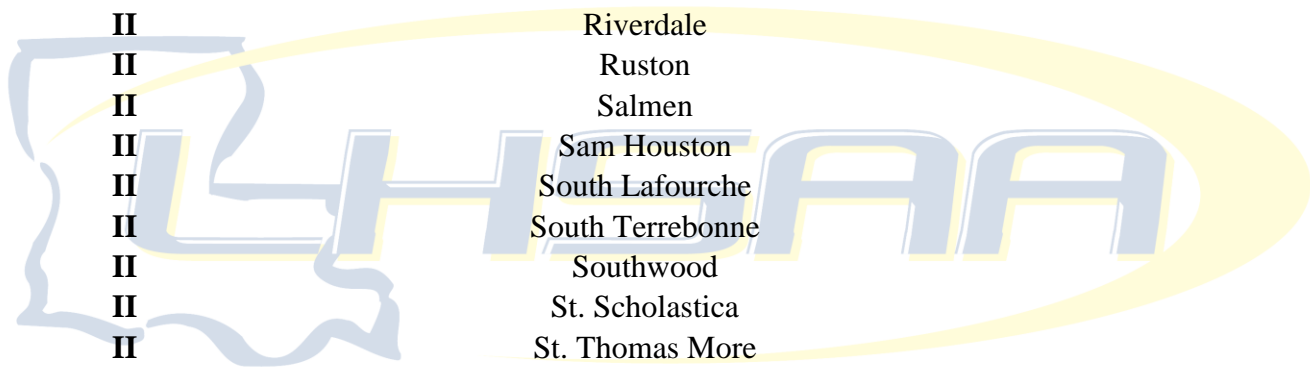 II Riverdale
II Ruston
II Salmen
II Sam Houston
II South Lafourche
II South Terrebonne
II Southwood
II St. Scholastica
II St. Thomas More
LHSAA